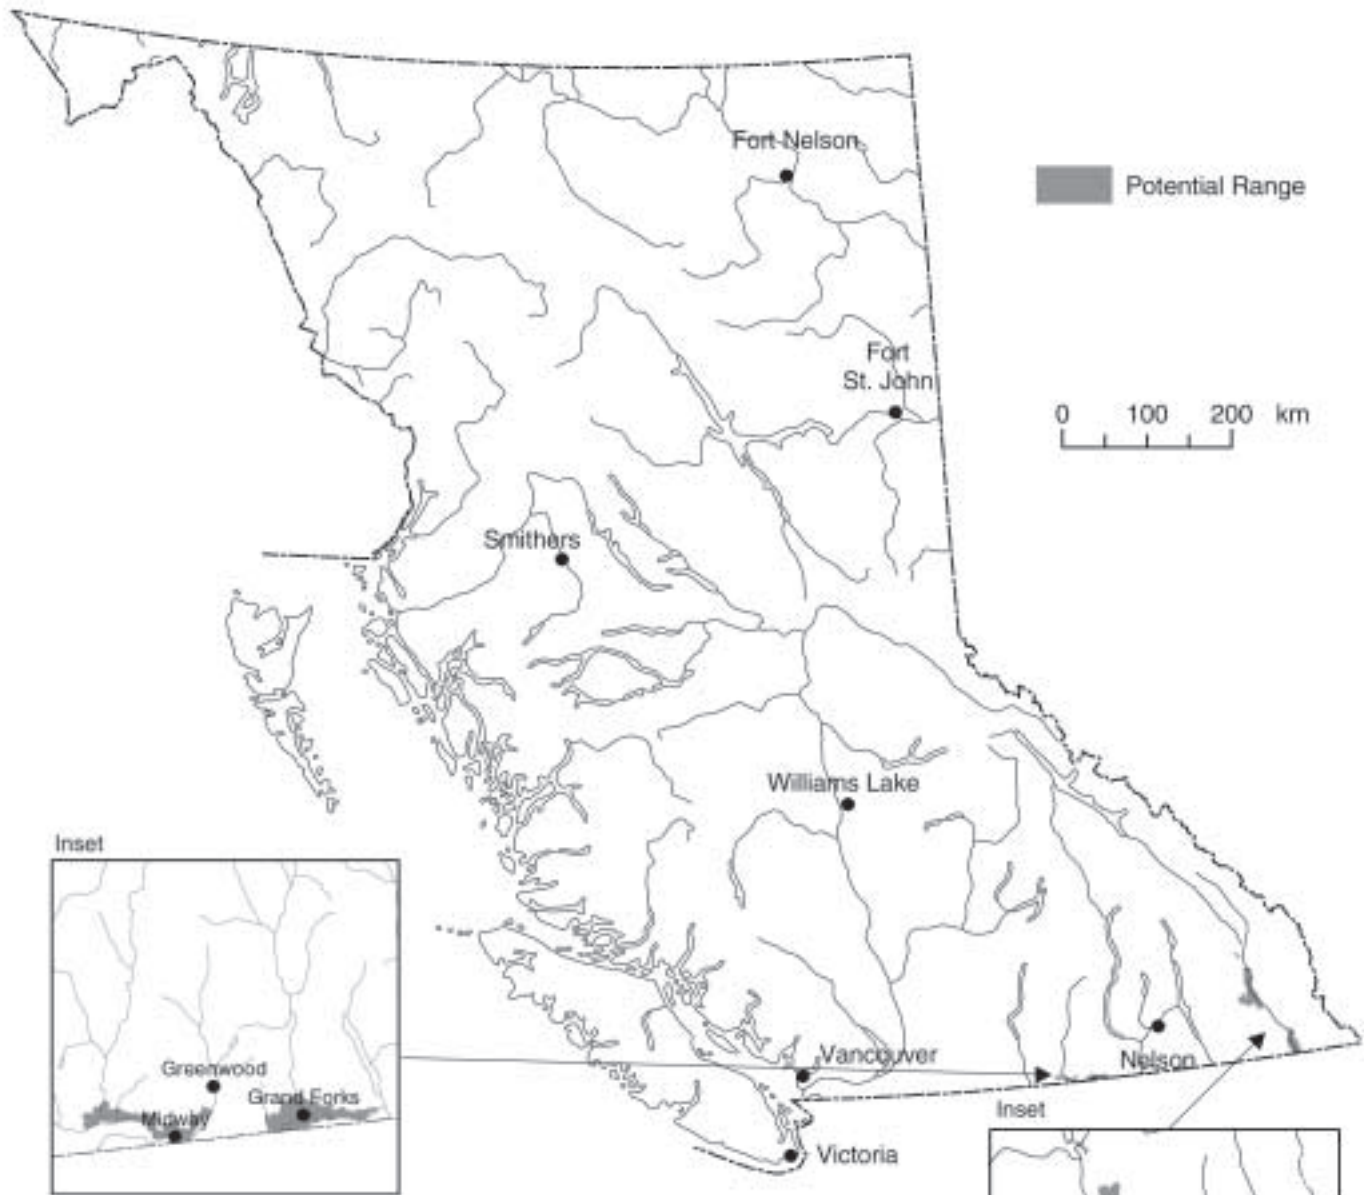 Fort Nelson
Potential Range
Fort
St. John
0 100 200 km
Smithers
Williams Lake
Inset
Greenwood
Grand Forks
Midway
Vancouver
Nelson
Inset
Victoria